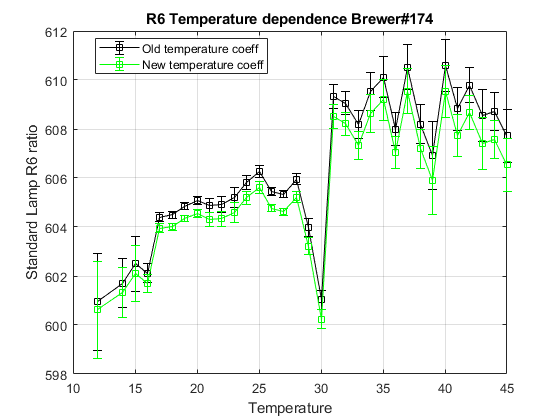 R6 Temperature dependence Brewer#174
Old temperature coeff
New temperature coeff
Standard Lamp R6 ratio
612
610
608
606
604
602
600
598
10 15 20 25 30 35 40 45
Temperature